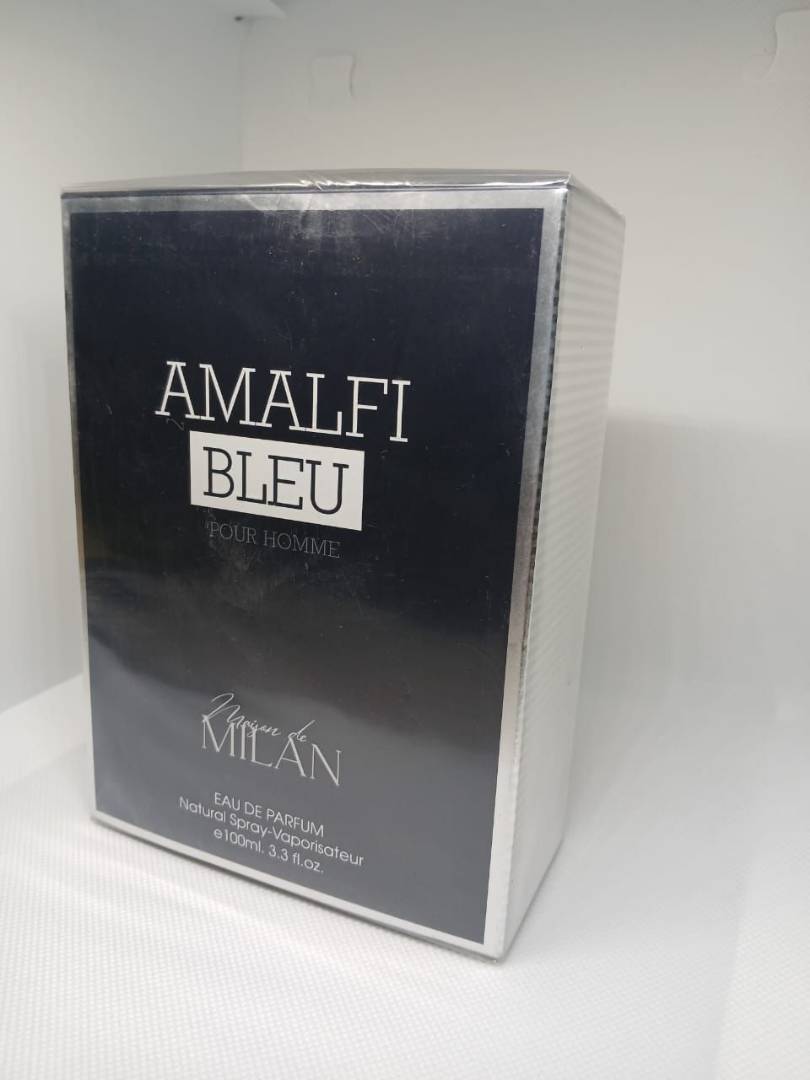 AMALFI
BLEU
POUR HOMME
Maison de
MILAN
EAU DE PARFUM
Natural Spray-Vaporisateur
e100ml. 3.3 fl.oz.